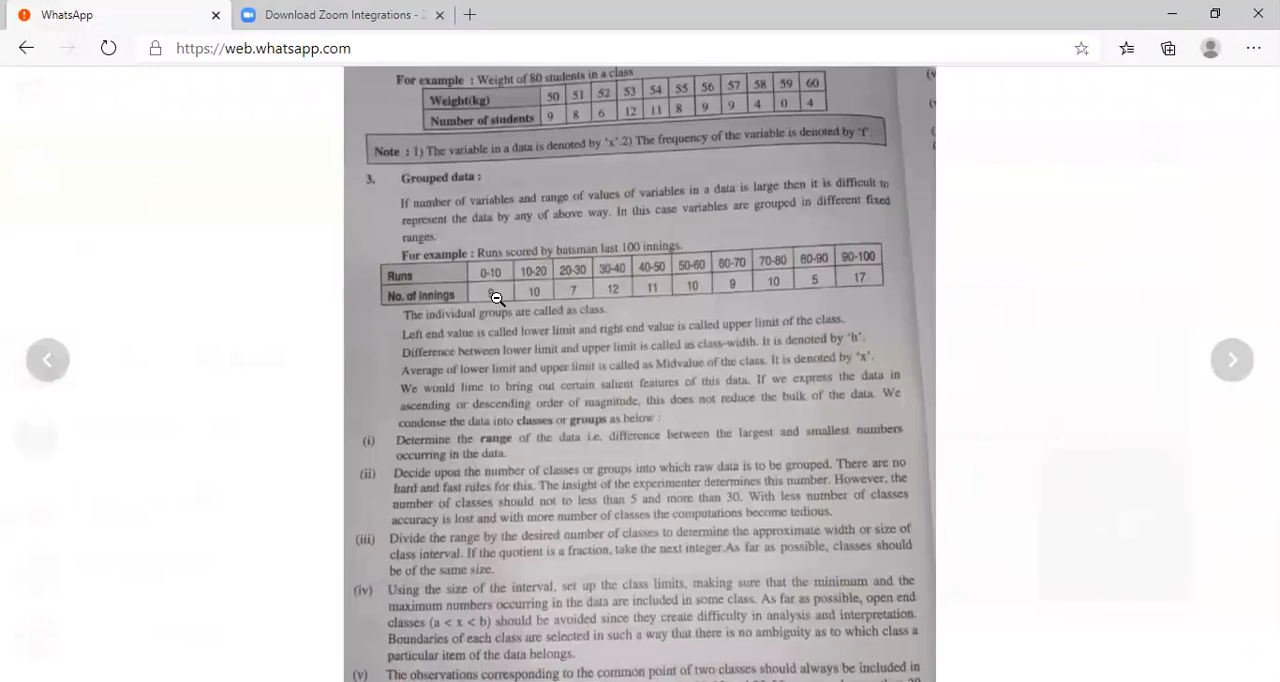 WhatsApp
Download Zoom Integrations -
https://web.whatsapp.com
For example : Weight of 80 students in a class
Weight(kg) 50 51 52 53 54 55 56 57 58 59 60
Number of students 9 8 6 12 11 8 9 9 4 0 4
Note : 1) The variable in a data is denoted by 'x'.2) The frequency of the variable is denoted by 'f'.
3. Grouped data :
If number of variables and range of values of variables in a data is large then it is difficult to
represent the data by any of above way. In this case variables are grouped in different fixed
ranges.
For example : Runs scored by batsman last 100 innings.
Runs 0-10 10-20 20-30 30-40 40-50 50-60 60-70 70-80 80-90 90-100
No. of innings 10 7 12 11 10 9 10 5 17
The individual groups are called as class.
Left end value is called lower limit and right end value is called upper limit of the class.
Difference between lower limit and upper limit is called as class-width. It is denoted by 'h'.
Average of lower limit and upper limit is called as Midvalue of the class. It is denoted by 'x'.
We would lime to bring out certain salient features of this data. If we express the data in
ascending or descending order of magnitude, this does not reduce the bulk of the data. We
condense the data into classes or groups as below :
(i) Determine the range of the data i.e. difference between the largest and smallest numbers
occurring in the data.
(ii) Decide upon the number of classes or groups into which raw data is to be grouped. There are no
hard and fast rules for this. The insight of the experimenter determines this number. However, the
number of classes should not to less than 5 and more than 30. With less number of classes
accuracy is lost and with more number of classes the computations become tedious.
(iii) Divide the range by the desired number of classes to determine the approximate width or size of
class interval. If the quotient is a fraction, take the next integer.As far as possible, classes should
be of the same size.
(iv) Using the size of the interval, set up the class limits, making sure that the minimum and the
maximum numbers occurring in the data are included in some class. As far as possible, open end
classes (a < x < b) should be avoided since they create difficulty in analysis and interpretation.
Boundaries of each class are selected in such a way that there is no ambiguity as to which class a
particular item of the data belongs.
(v) The observations corresponding to the common point of two classes should always be included in